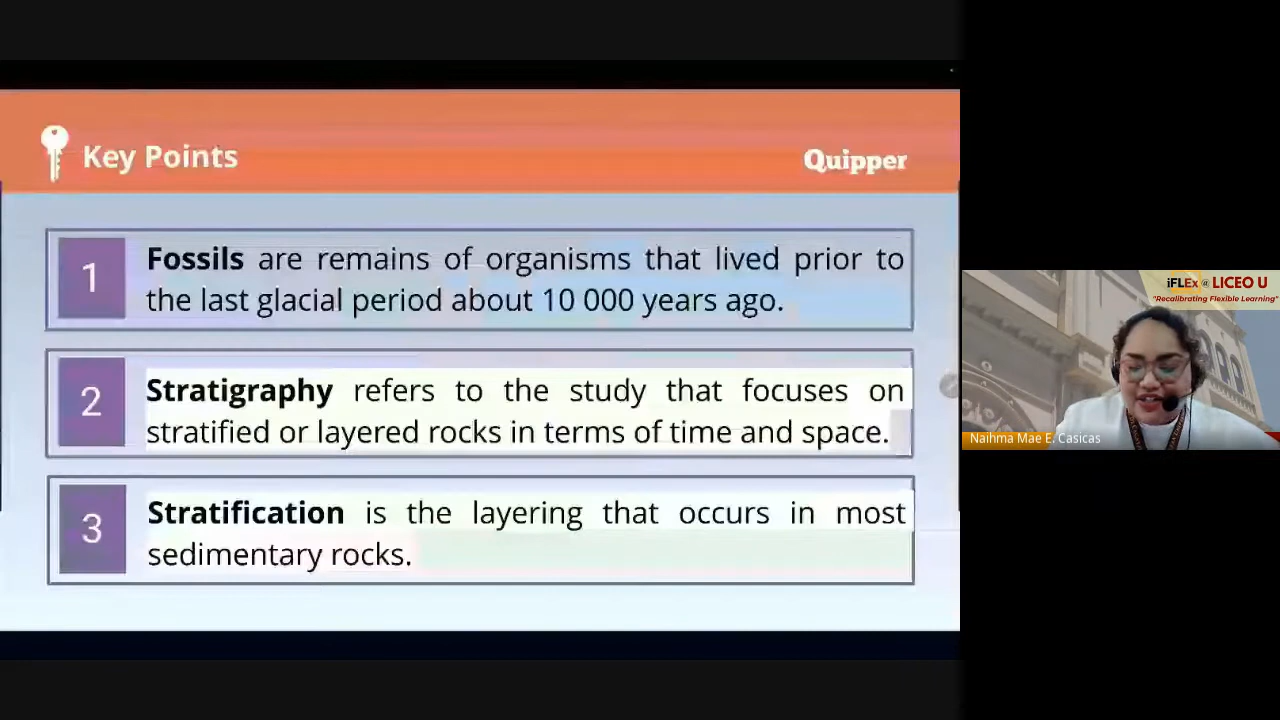 Key Points
Quipper
1
Fossils are remains of organisms that lived prior to
the last glacial period about 10 000 years ago.
2
Stratigraphy refers to the study that focuses on
stratified or layered rocks in terms of time and space.
3
Stratification is the layering that occurs in most
sedimentary rocks.
iFLEx @ LICEO U
"Recalibrating Flexible Learning"
Naihma Mae E. Casicas